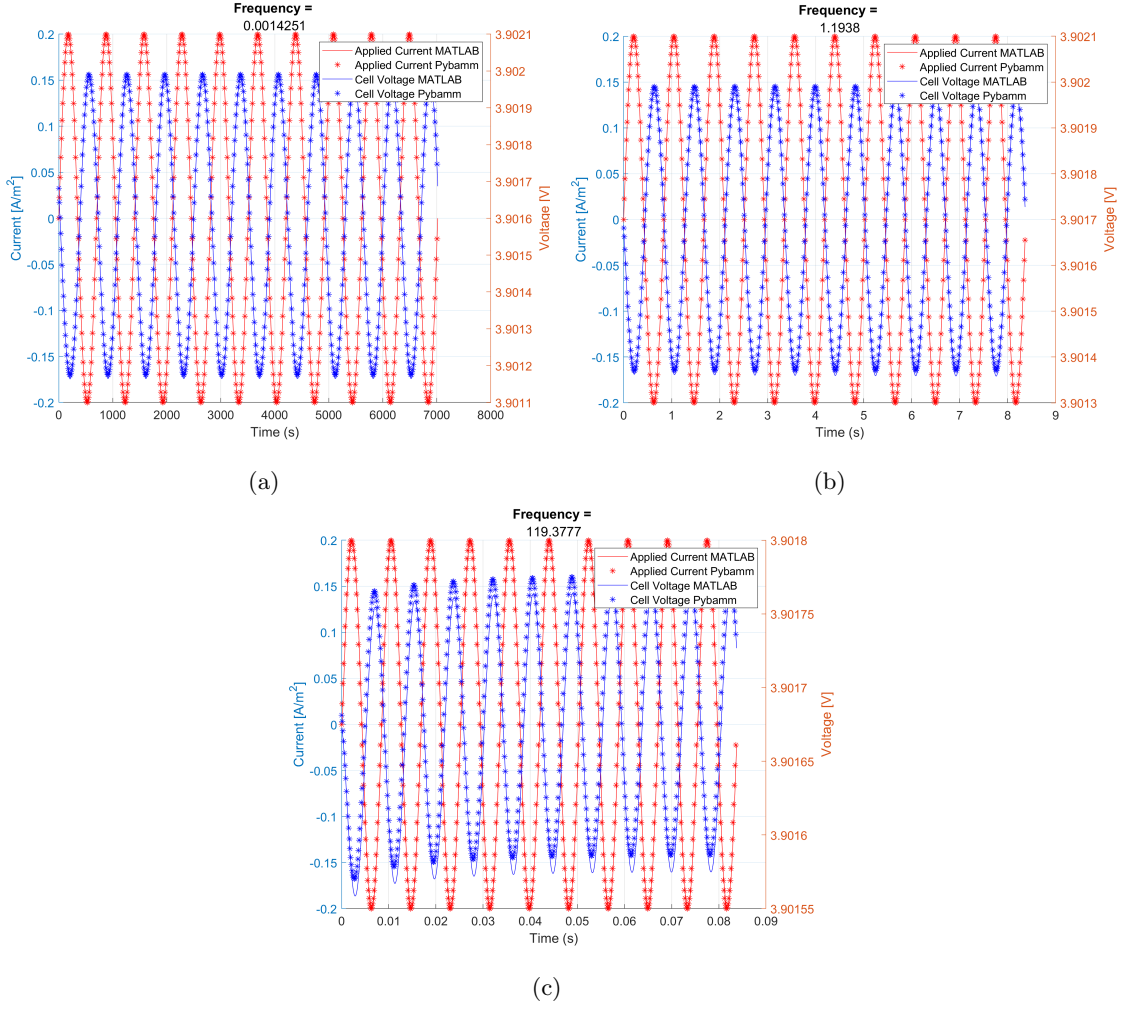 Frequency =
0.0014251
Applied Current MATLAB
Applied Current Pybamm
Cell Voltage MATLAB
Cell Voltage Pybamm
0.2
0.15
0.1
0.05
0
-0.05
-0.1
-0.15
-0.2
Current [A/m²]
3.9021
3.902
3.9019
3.9018
3.9017
3.9016
3.9015
3.9014
3.9013
3.9012
3.9011
Voltage [V]
0 1000 2000 3000 4000 5000 6000 7000 8000
Time (s)
(a)
Frequency =
1.1938
Applied Current MATLAB
Applied Current Pybamm
Cell Voltage MATLAB
Cell Voltage Pybamm
0.2
0.15
0.1
0.05
0
-0.05
-0.1
-0.15
-0.2
Current [A/m²]
3.9021
3.902
3.9019
3.9018
3.9017
3.9016
3.9015
3.9014
3.9013
Voltage [V]
0 1 2 3 4 5 6 7 8 9
Time (s)
(b)
Frequency =
119.3777
Applied Current MATLAB
Applied Current Pybamm
Cell Voltage MATLAB
Cell Voltage Pybamm
0.2
0.15
0.1
0.05
0
-0.05
-0.1
-0.15
-0.2
Current [A/m²]
3.9018
3.90175
3.9017
3.90165
3.9016
3.90155
Voltage [V]
0 0.01 0.02 0.03 0.04 0.05 0.06 0.07 0.08 0.09
Time (s)
(c)